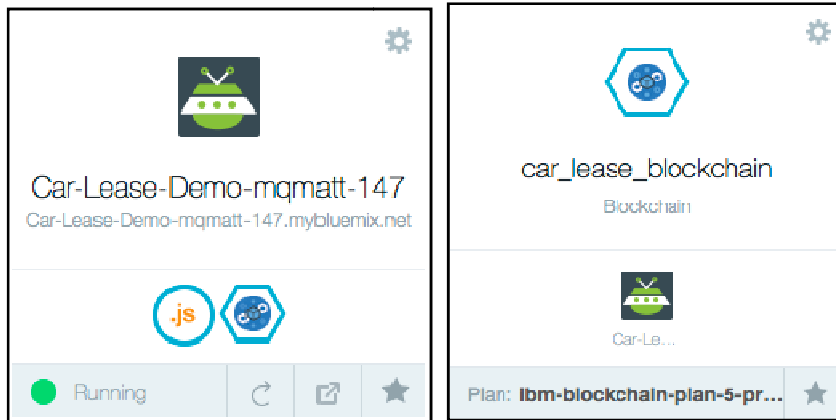 Car-Lease-Demo-mqmatt-147
Car-Lease-Demo-mqmatt-147.mybluemix.net
.js
Running
car_lease_blockchain
Blockchain
Car-Le...
Plan: ibm-blockchain-plan-5-pr...